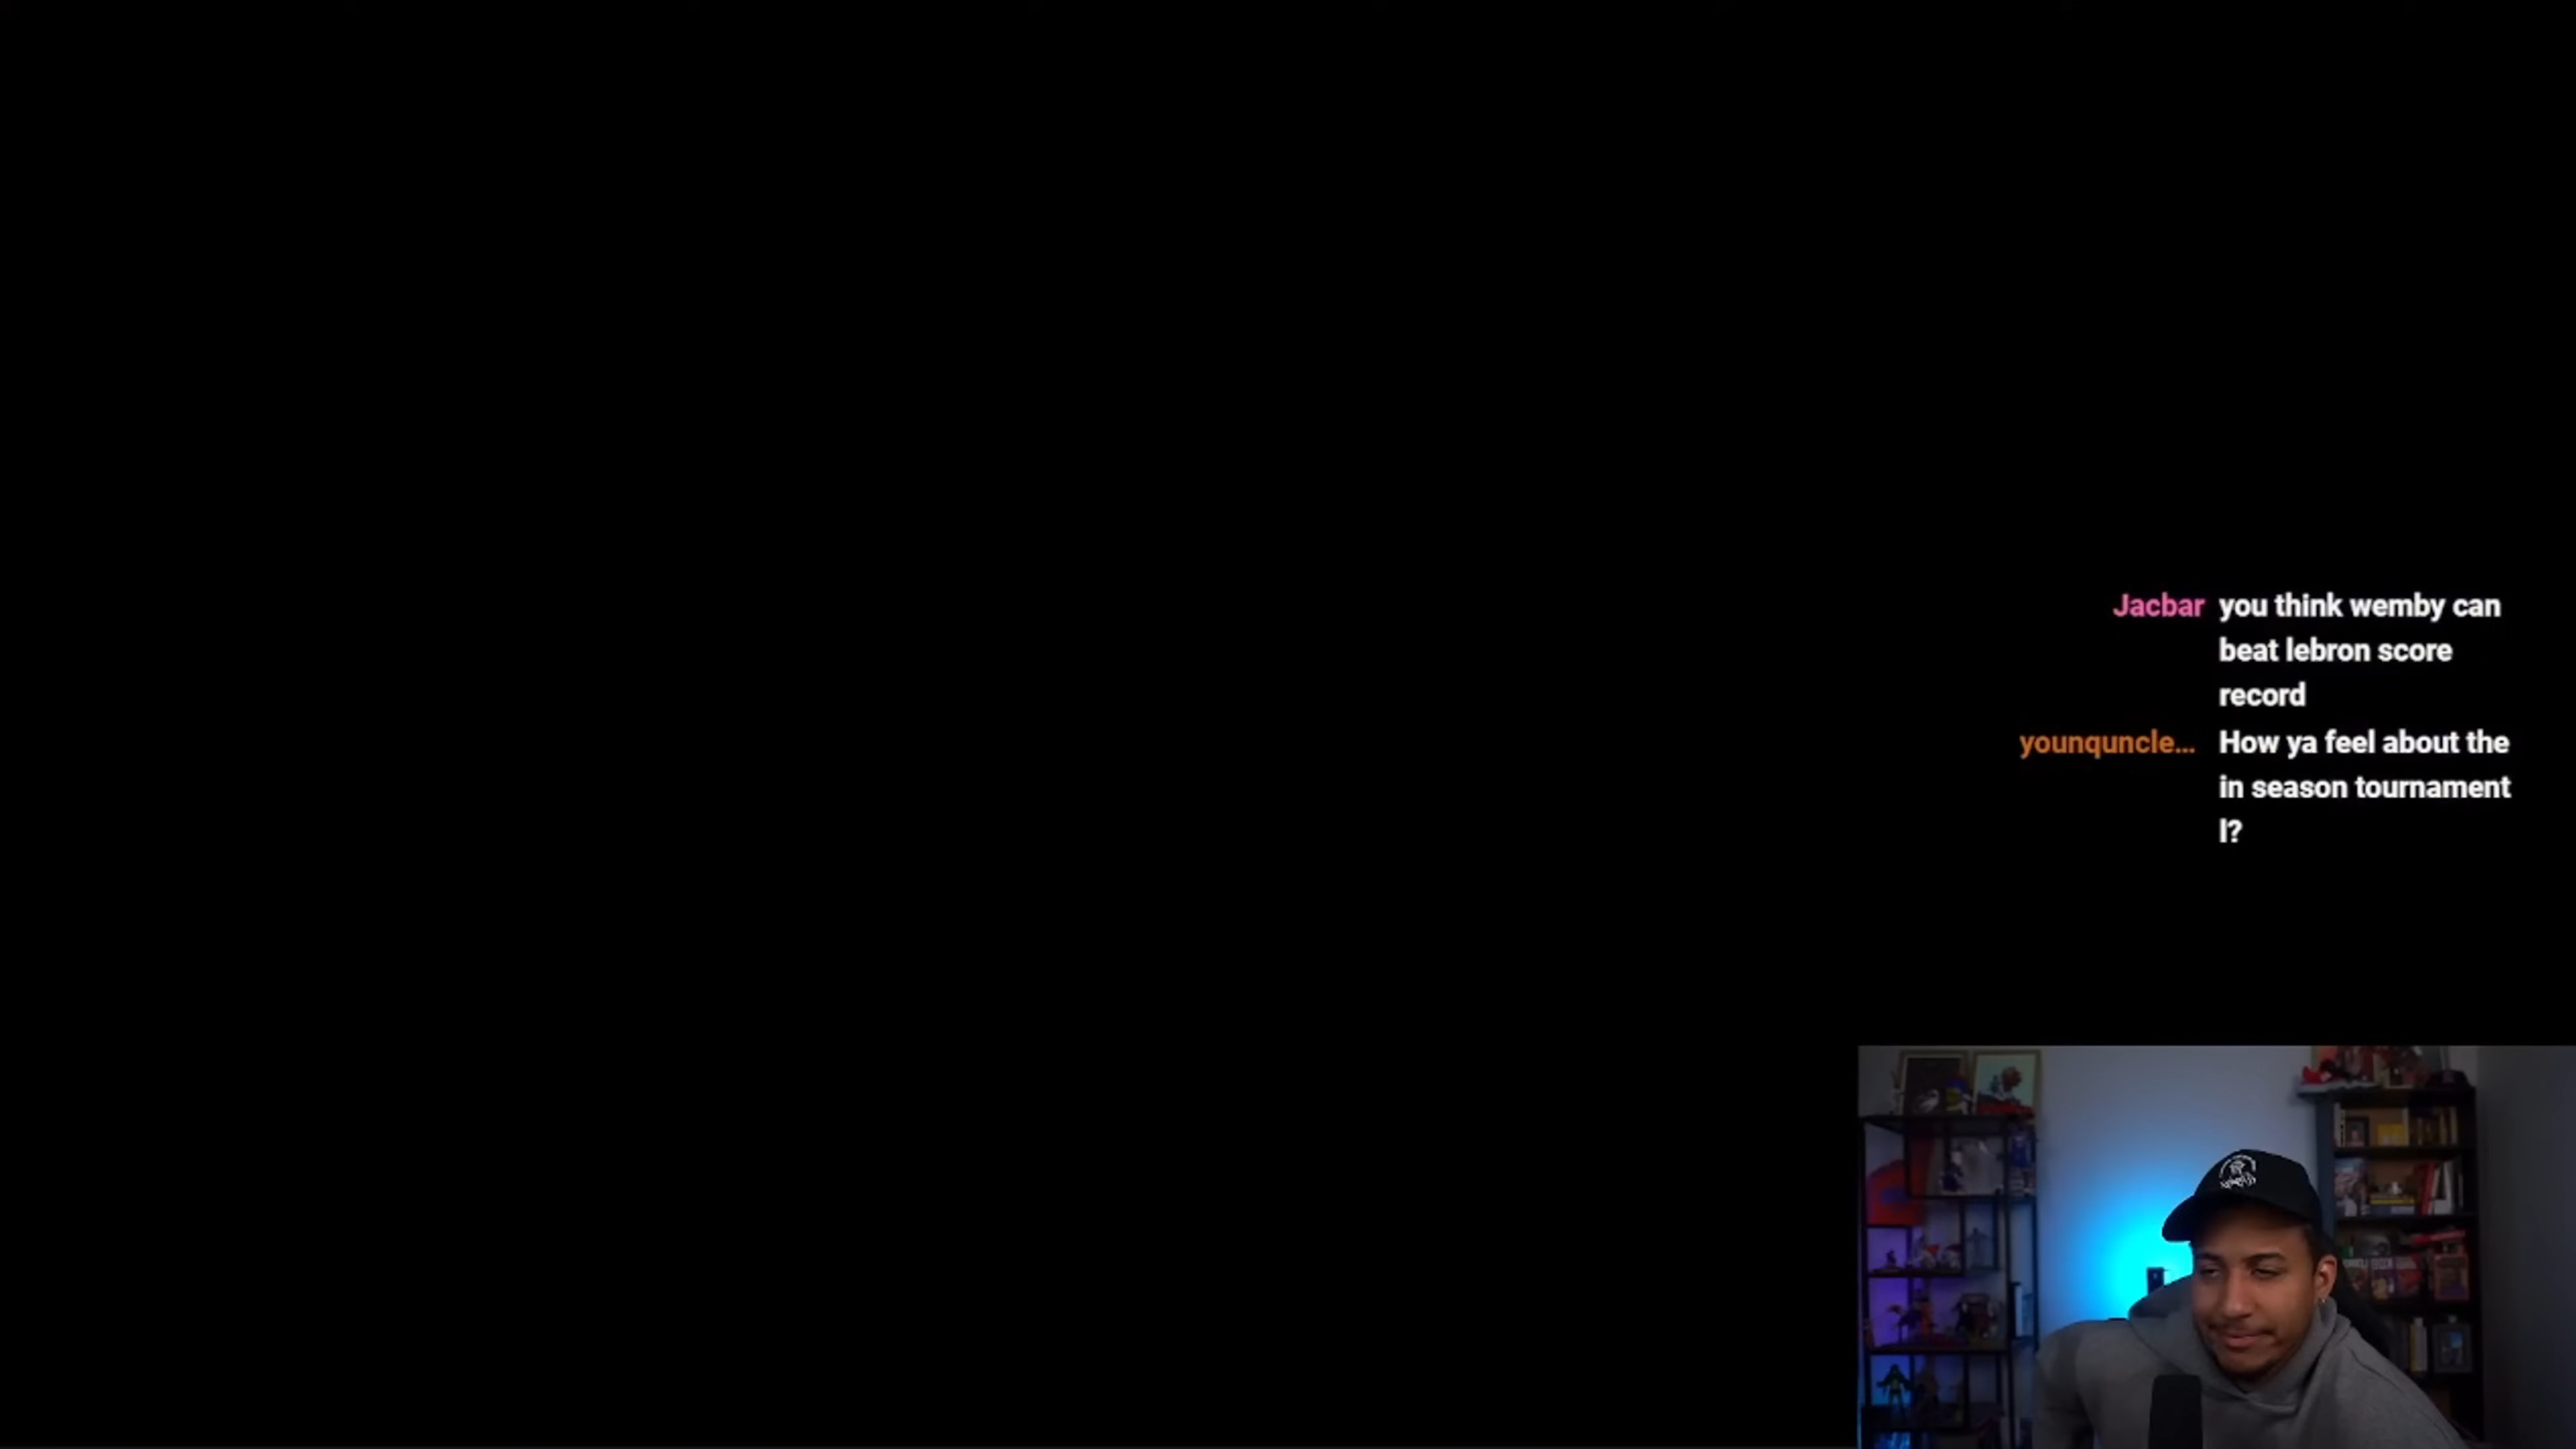 Jacbar you think wemby can
beat lebron score
record
younquncle... How ya feel about the
in season tournament
I?